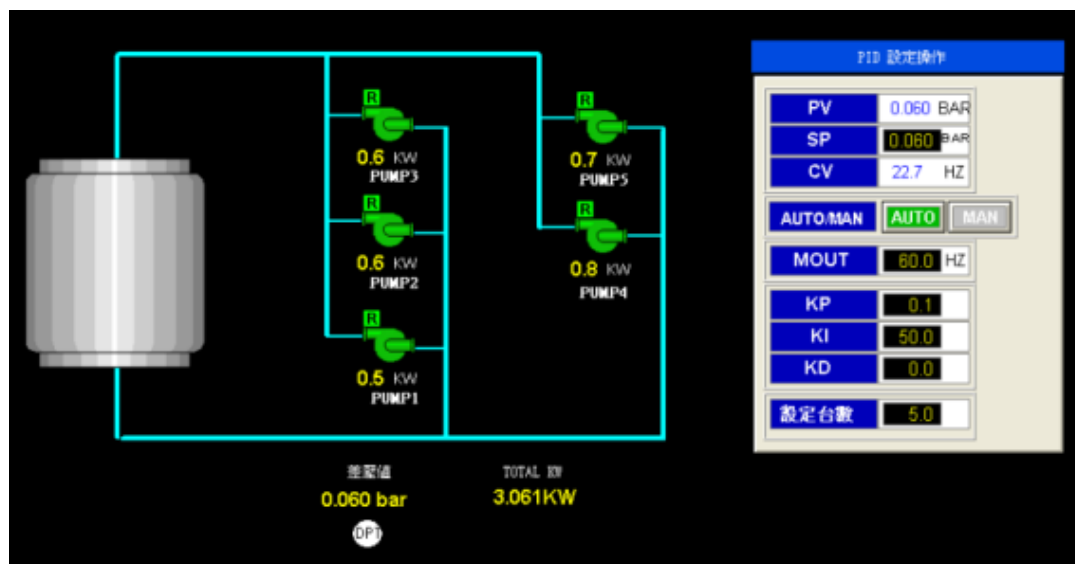 R
0.6 KW
PUMP3
R
0.6 KW
PUMP2
R
0.5 KW
PUMP1
R
0.7 KW
PUMP5
R
0.8 KW
PUMP4
差壓值
0.060 bar
DPT
TOTAL KW
3.061KW
PID 設定操作
PV 0.060 BAR
SP 0.060 BAR
CV 22.7 HZ
AUTO/MAN AUTO MAN
MOUT 60.0 HZ
KP 0.1
KI 50.0
KD 0.0
設定台數 5.0